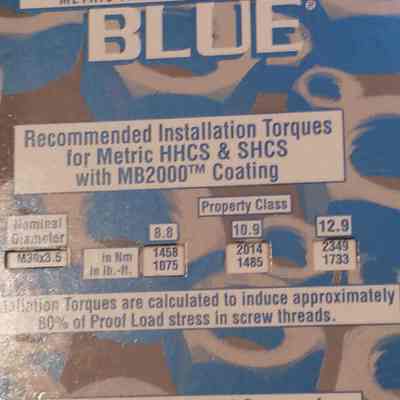 BLUE®
Recommended Installation Torques
for Metric HHCS & SHCS
with MB2000™ Coating
Property Class
Nominal Diameter 8.8 10.9 12.9
M30x3.5 in Nm 1458 2014 2349
in lb.-ft. 1075 1485 1733
Torques are calculated to induce approximately
80% of Proof Load stress in screw threads.